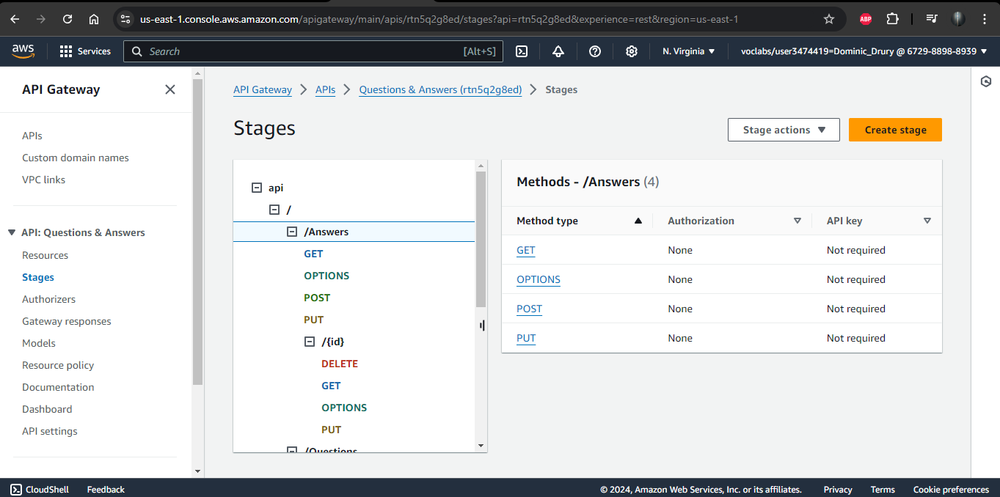 us-east-1.console.aws.amazon.com/apigateway/main/apis/rtn5q2g8ed/stages?api=rtn5q2g8ed&experience=rest&region=us-east-1
ABP
aws
Services
Search
[Alt+S]
N. Virginia
voclabs/user3474419=Dominic_Drury @ 6729-8898-8939
API Gateway
APIs
Custom domain names
VPC links
API: Questions & Answers
Resources
Stages
Authorizers
Gateway responses
Models
Resource policy
Documentation
Dashboard
API settings
API Gateway > APIs > Questions & Answers (rtn5q2g8ed) > Stages
Stages
Stage actions
Create stage
api
/
/Answers
GET
OPTIONS
POST
PUT
/{id}
DELETE
GET
OPTIONS
PUT
/Questions
Methods - /Answers (4)
Method type Authorization API key
GET None Not required
OPTIONS None Not required
POST None Not required
PUT None Not required
CloudShell Feedback
© 2024, Amazon Web Services, Inc. or its affiliates. Privacy Terms Cookie preferences